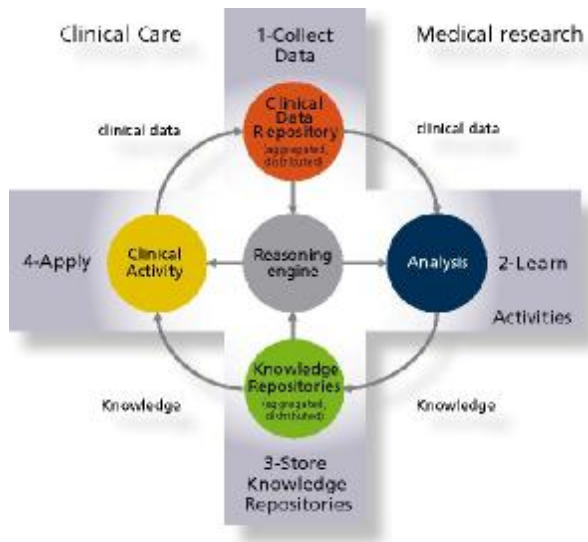 Clinical Care
1-Collect
Data
Medical research
clinical data
clinical data
Clinical
Data
Repository
(aggregated,
distributed)
4-Apply
Clinical
Activity
Reasoning
engine
Analysis
2-Learn
Activities
Knowledge
Repositories
(aggregated,
distributed)
Knowledge
Knowledge
3-Store
Knowledge
Repositories